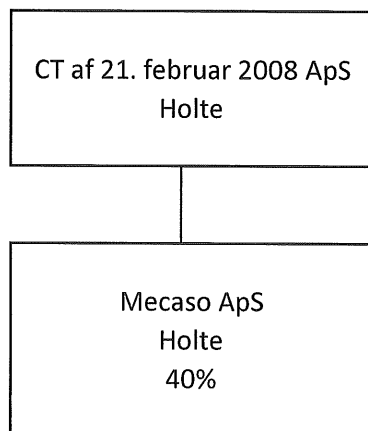 CT af 21. februar 2008 ApS
Holte
Mecaso ApS
Holte
40%